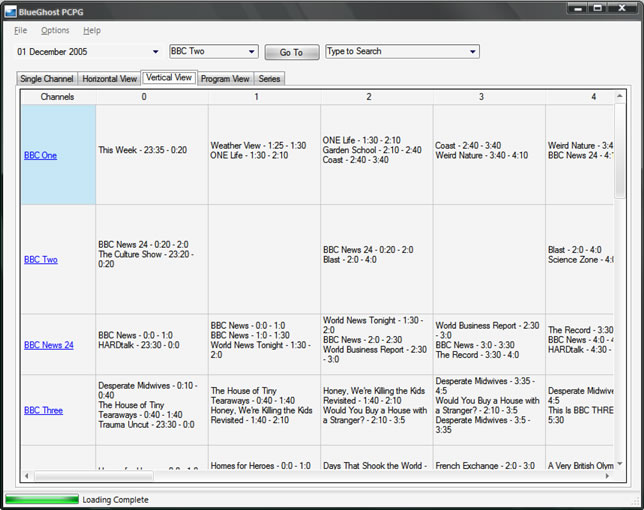 BlueGhost PCPG
File Options Help
01 December 2005 BBC Two Go To Type to Search
Single Channel Horizontal View Vertical View Program View Series
Channels 0 1 2 3 4
BBC One
This Week - 23:35 - 0:20
Weather View - 1:25 - 1:30
ONE Life - 1:30 - 2:10
ONE Life - 1:30 - 2:10
Garden School - 2:10 - 2:40
Coast - 2:40 - 3:40
Coast - 2:40 - 3:40
Weird Nature - 3:40 - 4:10
Weird Nature - 3:4
BBC News 24 - 4:
BBC Two
BBC News 24 - 0:20 - 2:0
The Culture Show - 23:20 -
0:20
BBC News 24 - 0:20 - 2:0
Blast - 2:0 - 4:0
Blast - 2:0 - 4:0
Science Zone - 4:
BBC News 24
BBC News - 0:0 - 1:0
HARDtalk - 23:30 - 0:0
BBC News - 0:0 - 1:0
BBC News - 1:0 - 1:30
World News Tonight - 1:30 -
2:0
World News Tonight - 1:30 -
2:0
BBC News - 2:0 - 2:30
World Business Report - 2:30
- 3:0
World Business Report - 2:30
- 3:0
BBC News - 3:0 - 3:30
The Record - 3:30 - 4:0
The Record - 3:30
BBC News - 4:0 -
HARDtalk - 4:30 -
BBC Three
Desperate Midwives - 0:10 -
0:40
The House of Tiny
Tearaways - 0:40 - 1:40
Trauma Uncut - 23:30 - 0:0
The House of Tiny
Tearaways - 0:40 - 1:40
Honey, We're Killing the Kids
Revisited - 1:40 - 2:10
Honey, We're Killing the Kids
Revisited - 1:40 - 2:10
Would You Buy a House with
a Stranger? - 2:10 - 3:5
Desperate Midwives - 3:35 -
4:5
Would You Buy a House with
a Stranger? - 2:10 - 3:5
Desperate Midwives - 3:5 -
3:35
Desperate Midwive
4:5
This Is BBC THRE
5:30
Homes for Heroes - 0:0 - 1:0
Days That Shook the World -
French Exchange - 2:0 - 3:0
A Very British Olym
Loading Complete